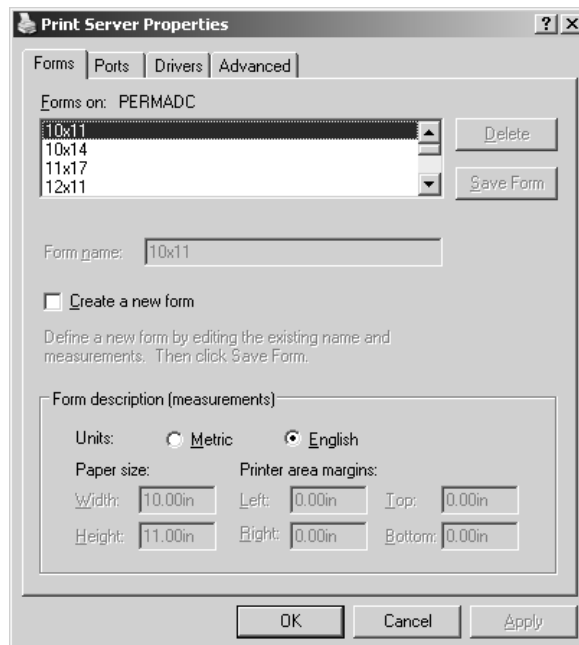 Print Server Properties
Forms Ports Drivers Advanced
Forms on: PERMADC
10x11
10x14
11x17
12x11
Delete
Save Form
Form name: 10x11
Create a new form
Define a new form by editing the existing name and
measurements. Then click Save Form.
Form description (measurements)
Units: Metric English
Paper size: Printer area margins:
Width: 10.00in Left: 0.00in Top: 0.00in
Height: 11.00in Right: 0.00in Bottom: 0.00in
OK Cancel Apply